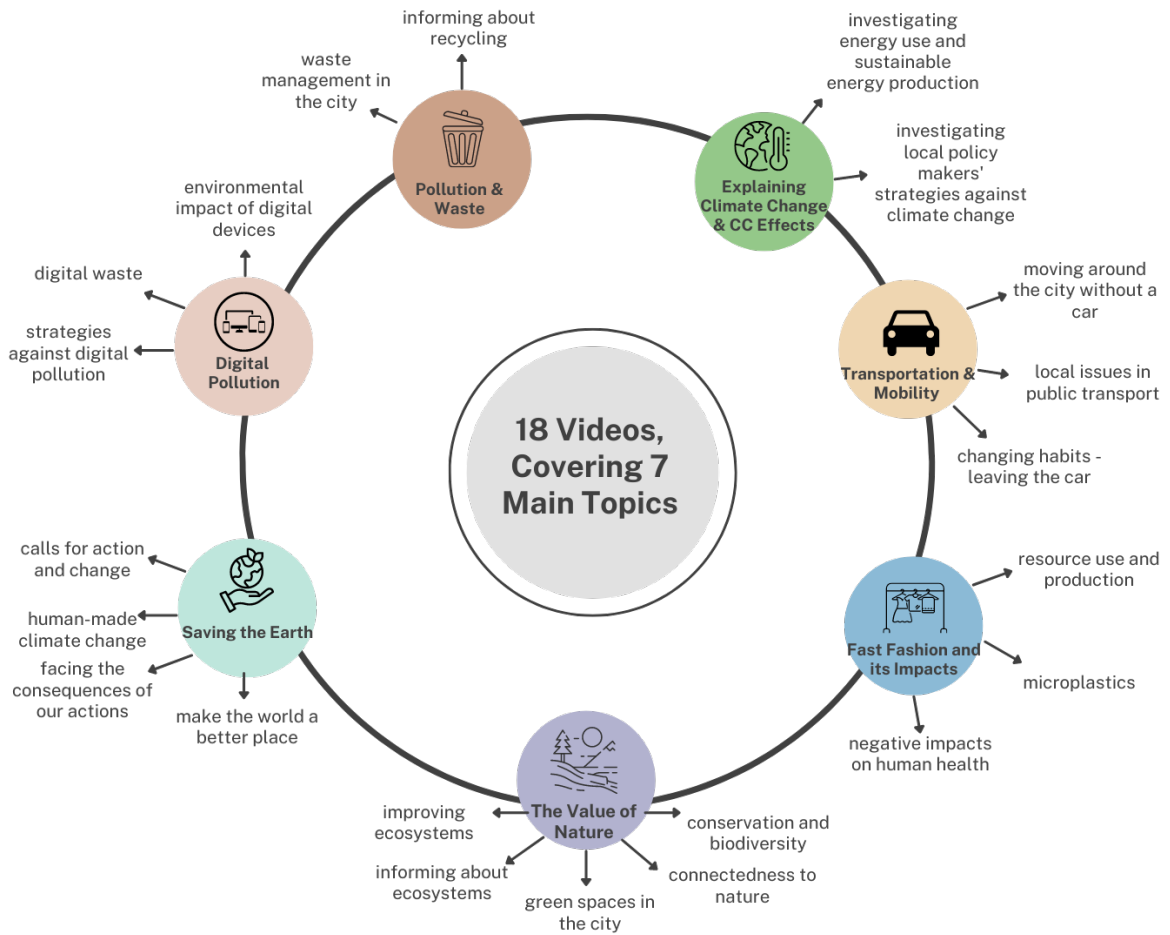 informing about
recycling
waste
management in
the city
Pollution &
Waste
investigating
energy use and
sustainable
energy production
investigating
local policy
makers'
strategies against
climate change
Explaining
Climate Change
& CC Effects
moving around
the city without a
car
local issues in
public transport
changing habits -
leaving the car
Transportation &
Mobility
resource use and
production
microplastics
negative impacts
on human health
Fast Fashion and
its Impacts
The Value of
Nature
conservation and
biodiversity
connectedness to
nature
green spaces in
the city
informing about
ecosystems
improving
ecosystems
Saving the Earth
calls for action
and change
human-made
climate change
facing the
consequences of
our actions
make the world a
better place
Digital
Pollution
environmental
impact of digital
devices
digital waste
strategies
against digital
pollution
18 Videos,
Covering 7
Main Topics